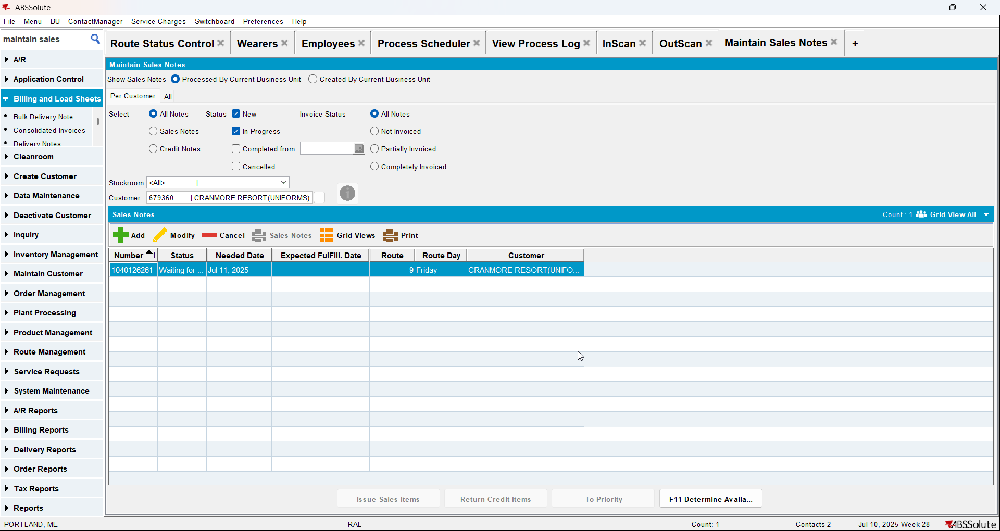 ABSSolute
File Menu BU ContactManager Service Charges Switchboard Preferences Help
maintain sales
Route Status Control Wearers Employees Process Scheduler View Process Log InScan OutScan Maintain Sales Notes +
A/R
Application Control
Billing and Load Sheets
Bulk Delivery Note
Consolidated Invoices
Delivery Notes
Cleanroom
Create Customer
Data Maintenance
Deactivate Customer
Inquiry
Inventory Management
Maintain Customer
Order Management
Plant Processing
Product Management
Route Management
Service Requests
System Maintenance
A/R Reports
Billing Reports
Delivery Reports
Order Reports
Tax Reports
Reports
Maintain Sales Notes
Show Sales Notes Processed By Current Business Unit Created By Current Business Unit
Per Customer All
Select All Notes Status New Invoice Status All Notes
Sales Notes In Progress Not Invoiced
Credit Notes Completed from 16 Partially Invoiced
Cancelled Completely Invoiced
Stockroom <All> |
Customer 679360 | CRANMORE RESORT(UNIFORMS) ...
Sales Notes Count : 1 Grid View All
Add Modify Cancel Sales Notes Grid Views Print
Number 1 Status Needed Date Expected FulFill. Date Route Route Day Customer
1040126261 Waiting for ... Jul 11, 2025 9 Friday CRANMORE RESORT(UNIFO...
Issue Sales Items Return Credit Items To Priority F11 Determine Availa...
PORTLAND, ME - - RAL Count: 1 Contacts 2 Jul 10, 2025 Week 28 ABSSolute